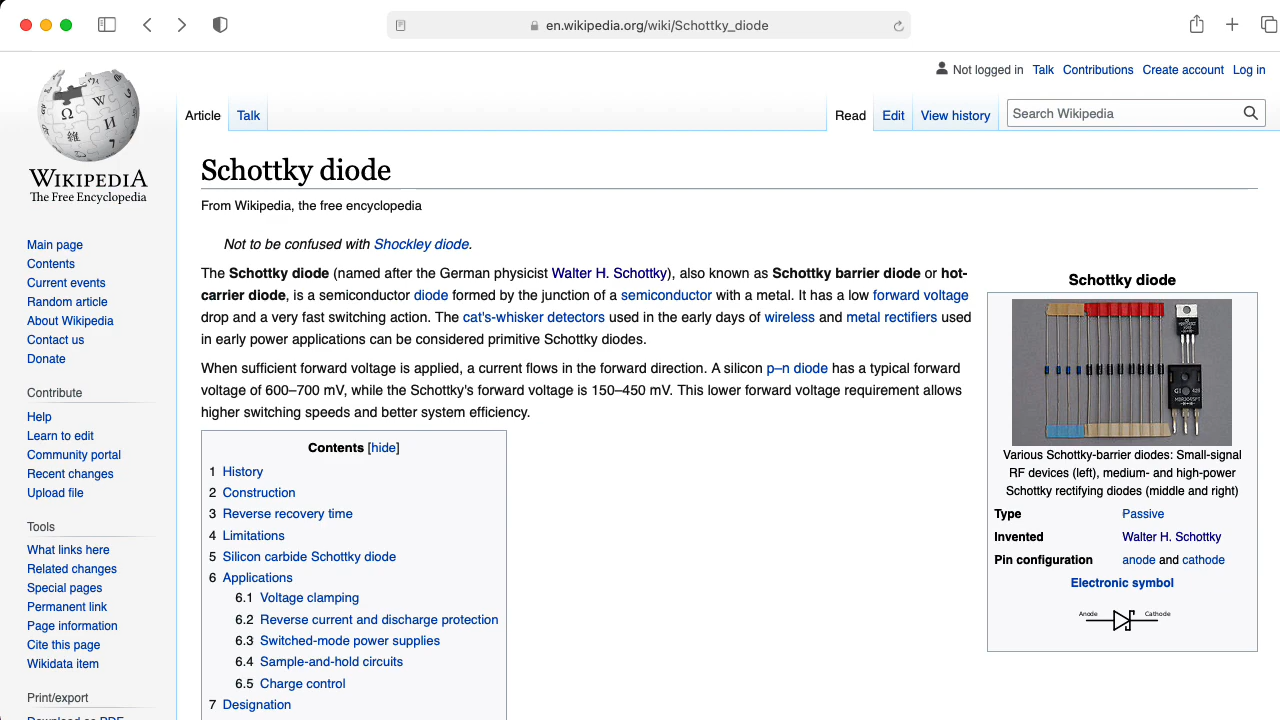 en.wikipedia.org/wiki/Schottky_diode
Not logged in Talk Contributions Create account Log in
Article Talk Read Edit View history Search Wikipedia
WIKIPEDIA
The Free Encyclopedia
Main page
Contents
Current events
Random article
About Wikipedia
Contact us
Donate
Contribute
Help
Learn to edit
Community portal
Recent changes
Upload file
Tools
What links here
Related changes
Special pages
Permanent link
Page information
Cite this page
Wikidata item
Print/export
Download as PDF
Schottky diode
From Wikipedia, the free encyclopedia
Not to be confused with Shockley diode.
The Schottky diode (named after the German physicist Walter H. Schottky), also known as Schottky barrier diode or hot-
carrier diode, is a semiconductor diode formed by the junction of a semiconductor with a metal. It has a low forward voltage
drop and a very fast switching action. The cat's-whisker detectors used in the early days of wireless and metal rectifiers used
in early power applications can be considered primitive Schottky diodes.
When sufficient forward voltage is applied, a current flows in the forward direction. A silicon p–n diode has a typical forward
voltage of 600–700 mV, while the Schottky's forward voltage is 150–450 mV. This lower forward voltage requirement allows
higher switching speeds and better system efficiency.
Contents [hide]
1 History
2 Construction
3 Reverse recovery time
4 Limitations
5 Silicon carbide Schottky diode
6 Applications
6.1 Voltage clamping
6.2 Reverse current and discharge protection
6.3 Switched-mode power supplies
6.4 Sample-and-hold circuits
6.5 Charge control
7 Designation
Schottky diode
Various Schottky-barrier diodes: Small-signal
RF devices (left), medium- and high-power
Schottky rectifying diodes (middle and right)
Type Passive
Invented Walter H. Schottky
Pin configuration anode and cathode
Electronic symbol
Anode Cathode